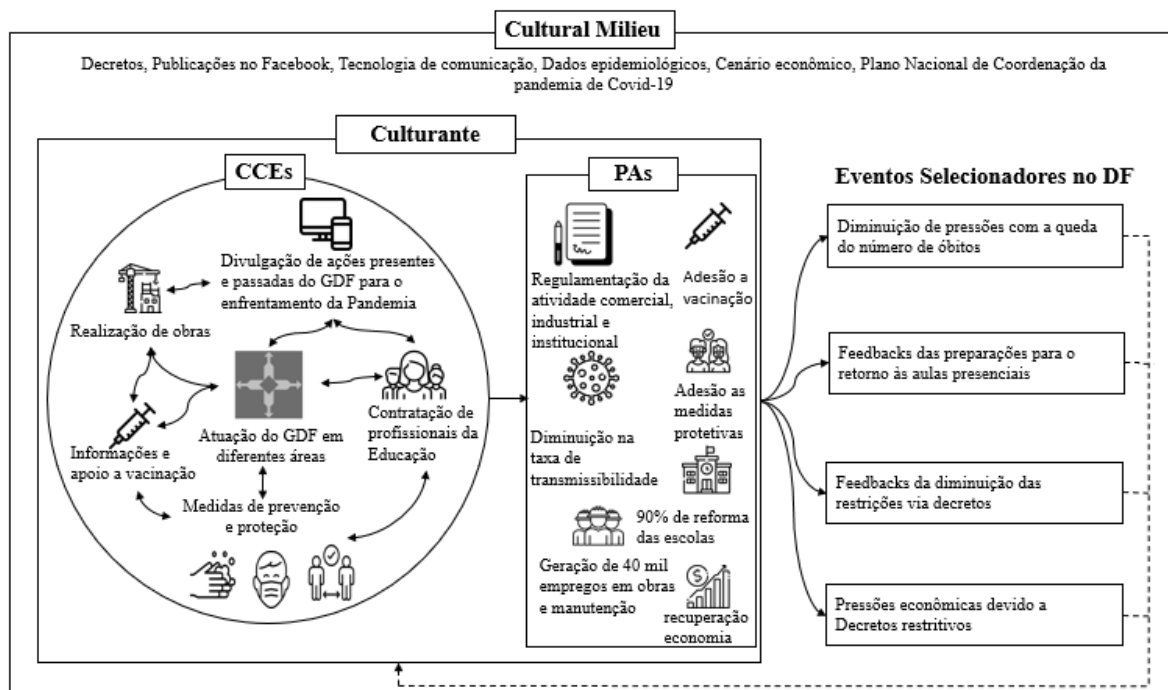 Cultural Milieu
Decretos, Publicações no Facebook, Tecnologia de comunicação, Dados epidemiológicos, Cenário econômico, Plano Nacional de Coordenação da
pandemia de Covid-19
Culturante
CCEs
Divulgação de ações presentes
e passadas do GDF para o
enfrentamento da Pandemia
Realização de obras
Atuação do GDF em
diferentes áreas
Contratação de
profissionais da
Educação
Informações e
apoio a vacinação
Medidas de prevenção
e proteção
PAs
Regulamentação da
atividade comercial,
industrial e
institucional
Adesão a
vacinação
Adesão as
medidas
protetivas
Diminuição na
taxa de
transmissibilidade
90% de reforma
das escolas
Geração de 40 mil
empregos em obras
e manutenção
recuperação
economia
Eventos Selecionadores no DF
Diminuição de pressões com a queda
do número de óbitos
Feedbacks das preparações para o
retorno às aulas presenciais
Feedbacks da diminuição das
restrições via decretos
Pressões econômicas devido a
Decretos restritivos